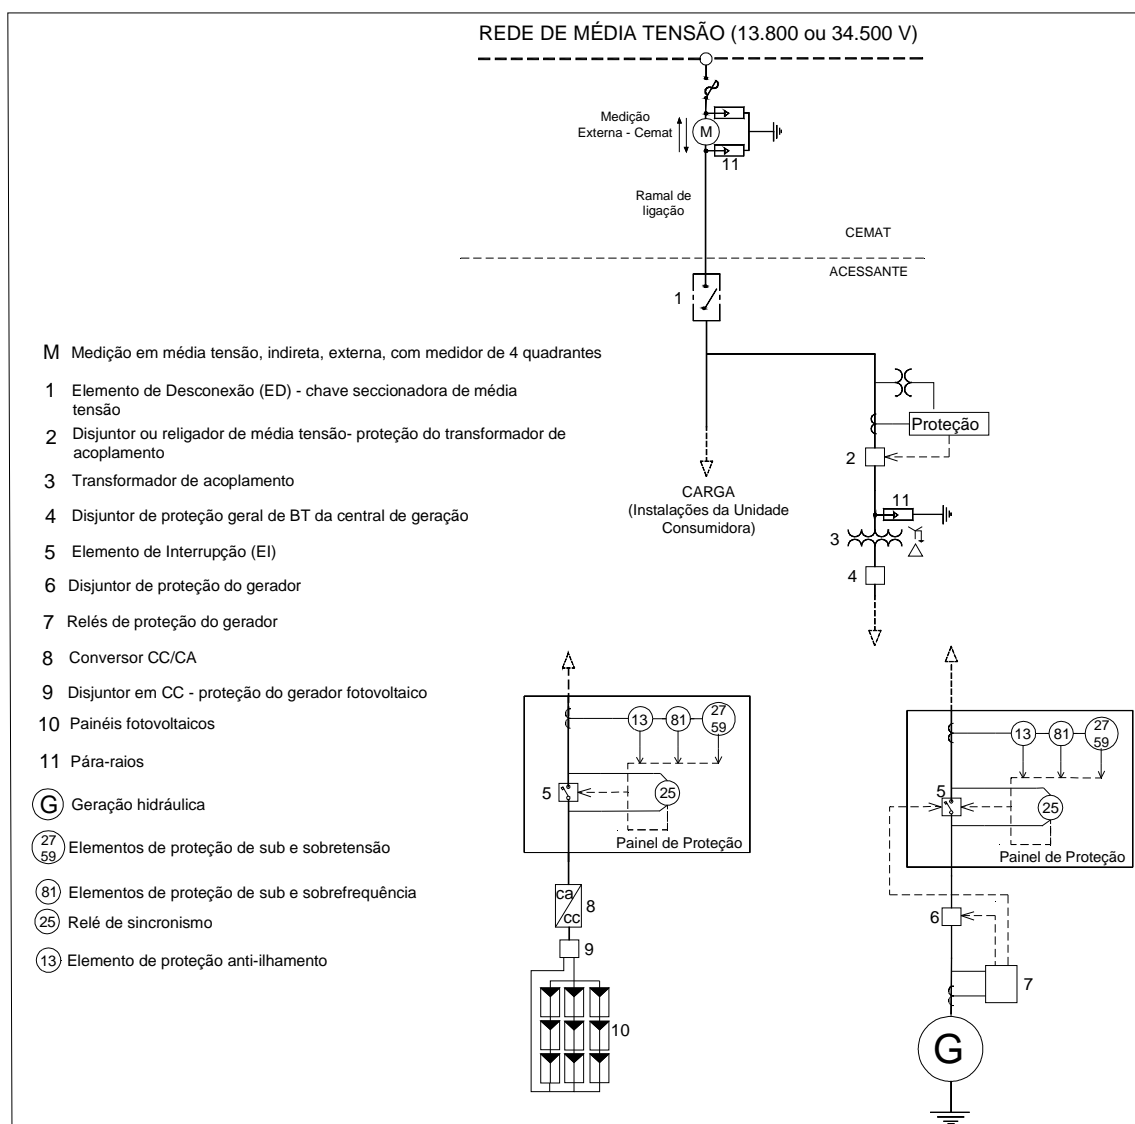 REDE DE MÉDIA TENSÃO (13.800 ou 34.500 V)
Medição
Externa - Cemat
M
11
Ramal de
ligação
CEMAT
ACESSANTE
1
M Medição em média tensão, indireta, externa, com medidor de 4 quadrantes
1 Elemento de Desconexão (ED) - chave seccionadora de média
tensão
2 Disjuntor ou religador de média tensão- proteção do transformador de
acoplamento
3 Transformador de acoplamento
4 Disjuntor de proteção geral de BT da central de geração
5 Elemento de Interrupção (EI)
6 Disjuntor de proteção do gerador
7 Relés de proteção do gerador
8 Conversor CC/CA
9 Disjuntor em CC - proteção do gerador fotovoltaico
10 Painéis fotovoltaicos
11 Pára-raios
G Geração hidráulica
27
59 Elementos de proteção de sub e sobretensão
81 Elementos de proteção de sub e sobrefrequência
25 Relé de sincronismo
13 Elemento de proteção anti-ilhamento
Proteção
2
CARGA
(Instalações da Unidade
Consumidora)
11
3
4
13 81 27
59
5
25
Painel de Proteção
ca
cc
8
9
10
13 81 27
59
5
25
Painel de Proteção
6
7
G